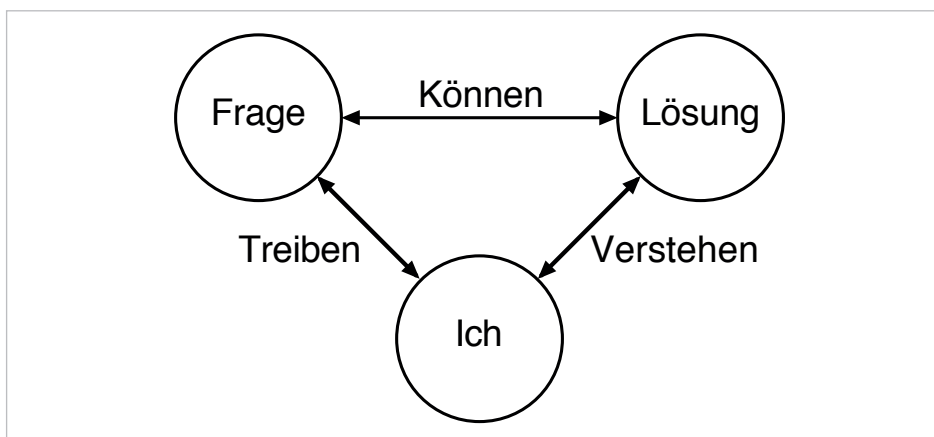 Können
Frage
Lösung
Treiben
Verstehen
Ich